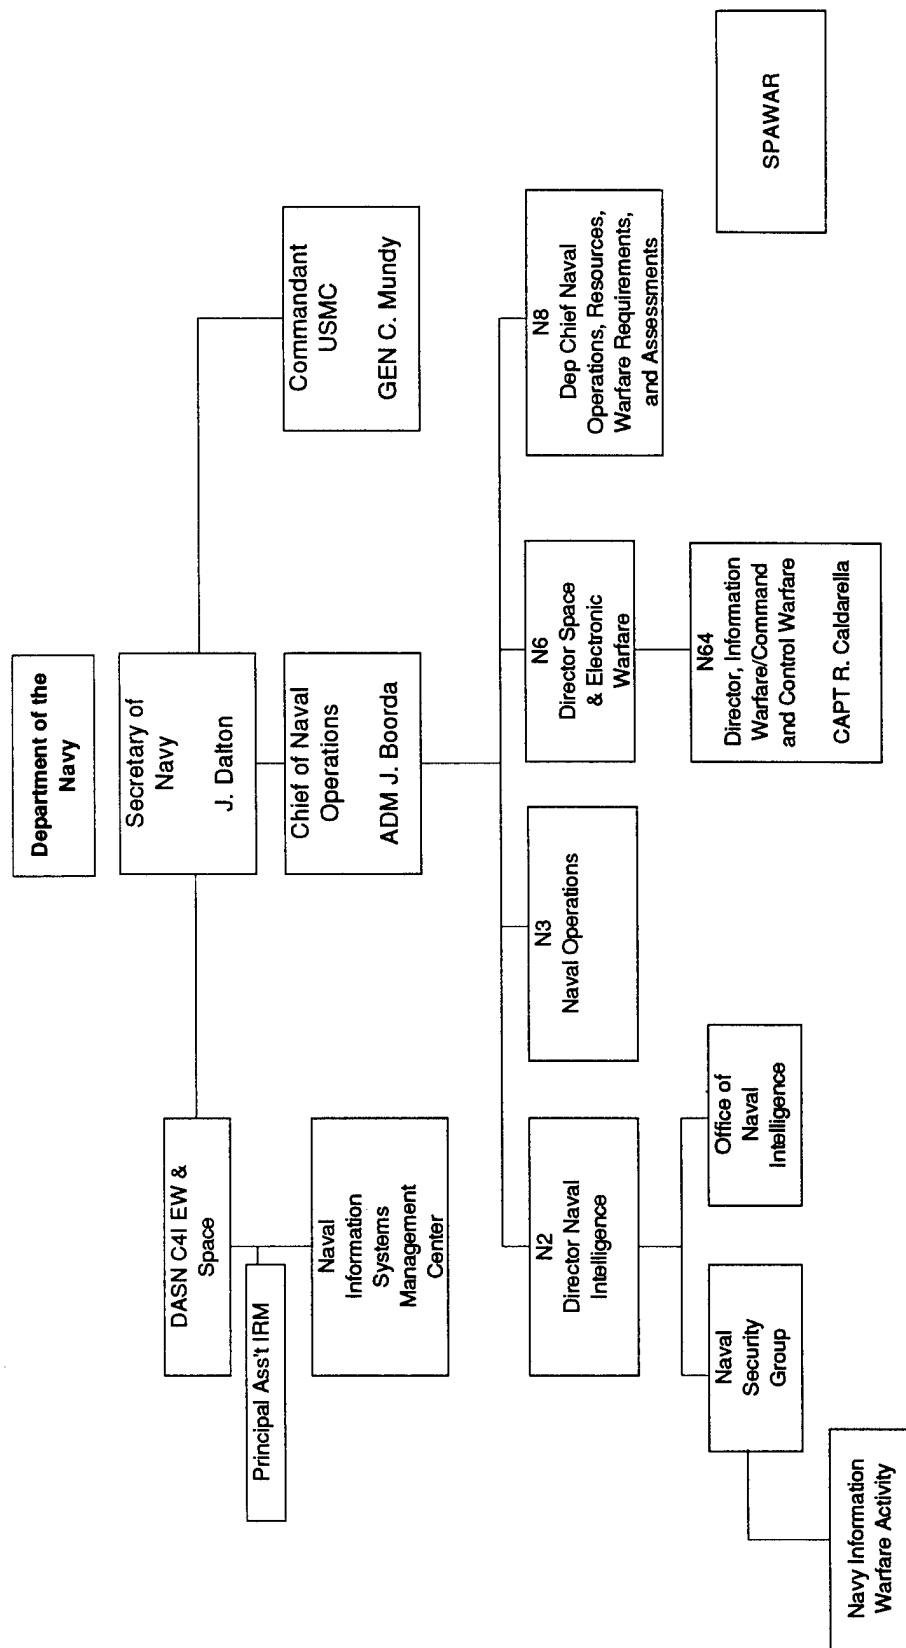 Department of the
Navy
Secretary of
Navy
J. Dalton
DASN C4I EW &
Space
Principal Ass't IRM
Naval
Information
Systems
Management
Center
Chief of Naval
Operations
ADM J. Boorda
Commandant
USMC
GEN C. Mundy
N2
Director Naval
Intelligence
N3
Naval Operations
N6
Director Space
& Electronic
Warfare
N8
Dep Chief Naval
Operations, Resources,
Warfare Requirements,
and Assessments
Naval
Security
Group
Office of
Naval
Intelligence
N64
Director, Information
Warfare/Command
and Control Warfare
CAPT R. Caldarella
SPAWAR
Navy Information
Warfare Activity